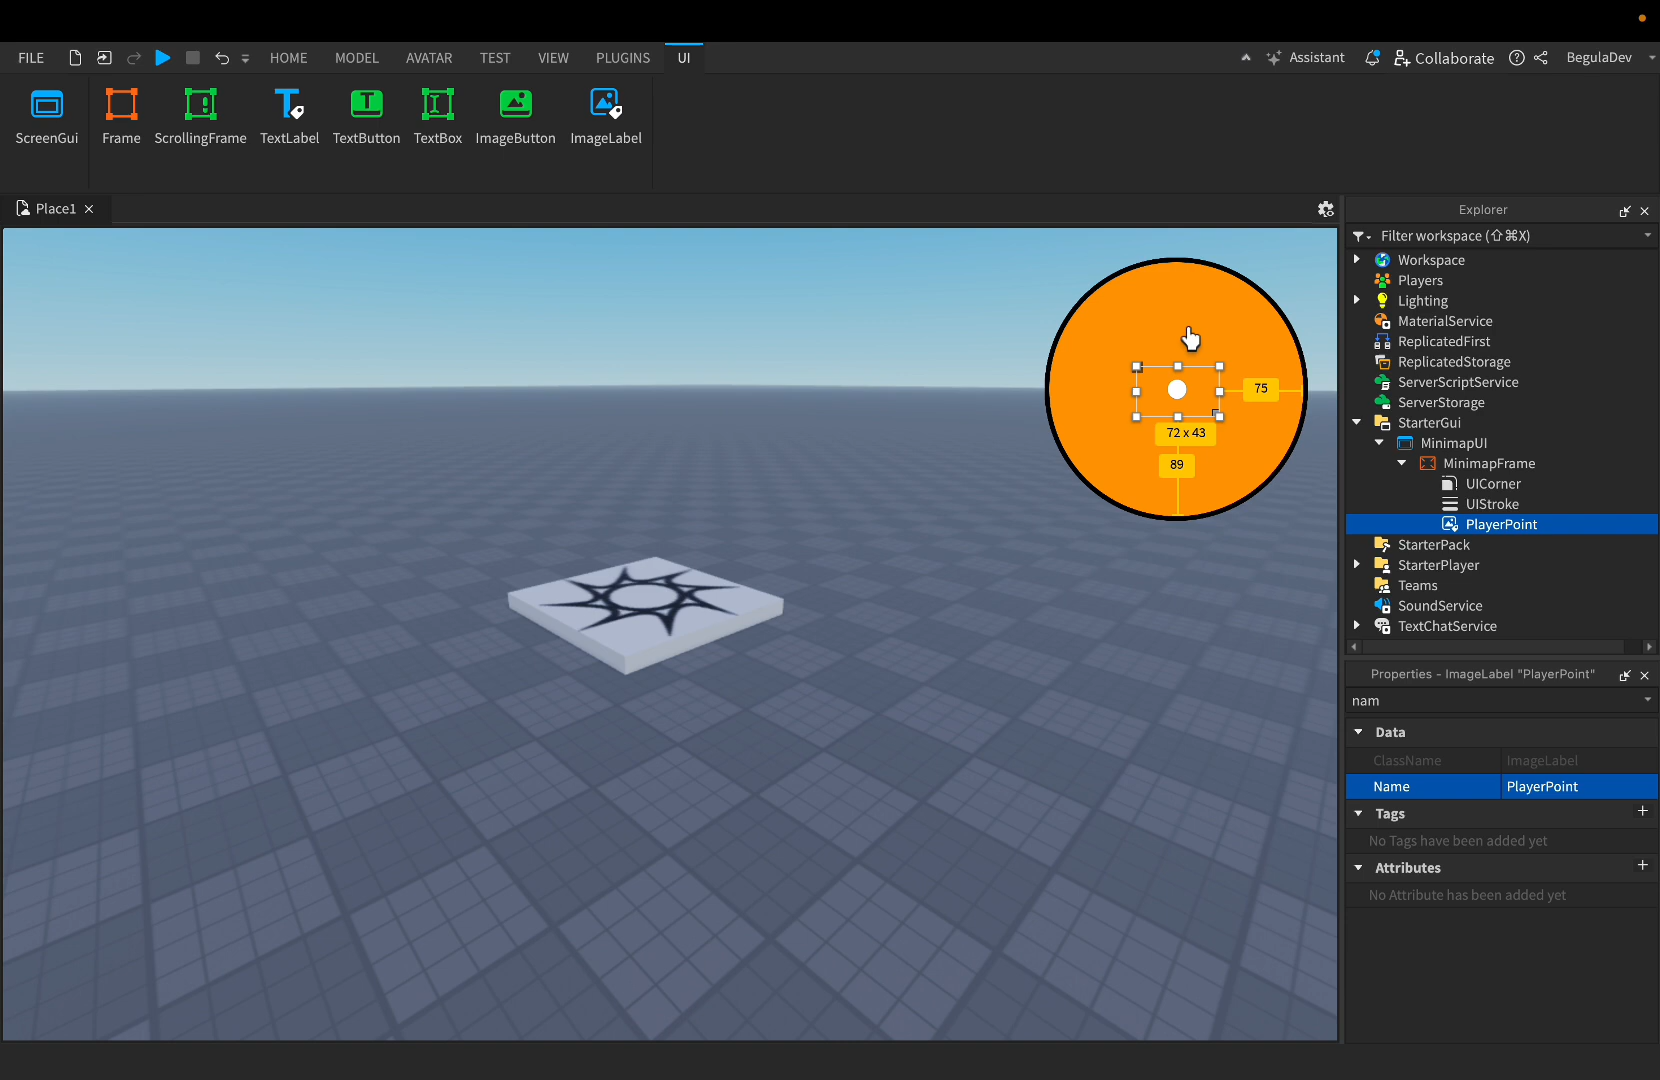 FILE
HOME
MODEL
AVATAR
TEST
VIEW
PLUGINS
UI
Assistant
Collaborate
BegulaDev
ScreenGui
Frame
ScrollingFrame
TextLabel
TextButton
TextBox
ImageButton
ImageLabel
Place1
75
72 x 43
89
Explorer
Filter workspace (⇧⌘X)
Workspace
Players
Lighting
MaterialService
ReplicatedFirst
ReplicatedStorage
ServerScriptService
ServerStorage
StarterGui
MinimapUI
MinimapFrame
UICorner
UIStroke
PlayerPoint
StarterPack
StarterPlayer
Teams
SoundService
TextChatService
Properties - ImageLabel "PlayerPoint"
nam
Data
ClassName ImageLabel
Name PlayerPoint
Tags
No Tags have been added yet
Attributes
No Attribute has been added yet